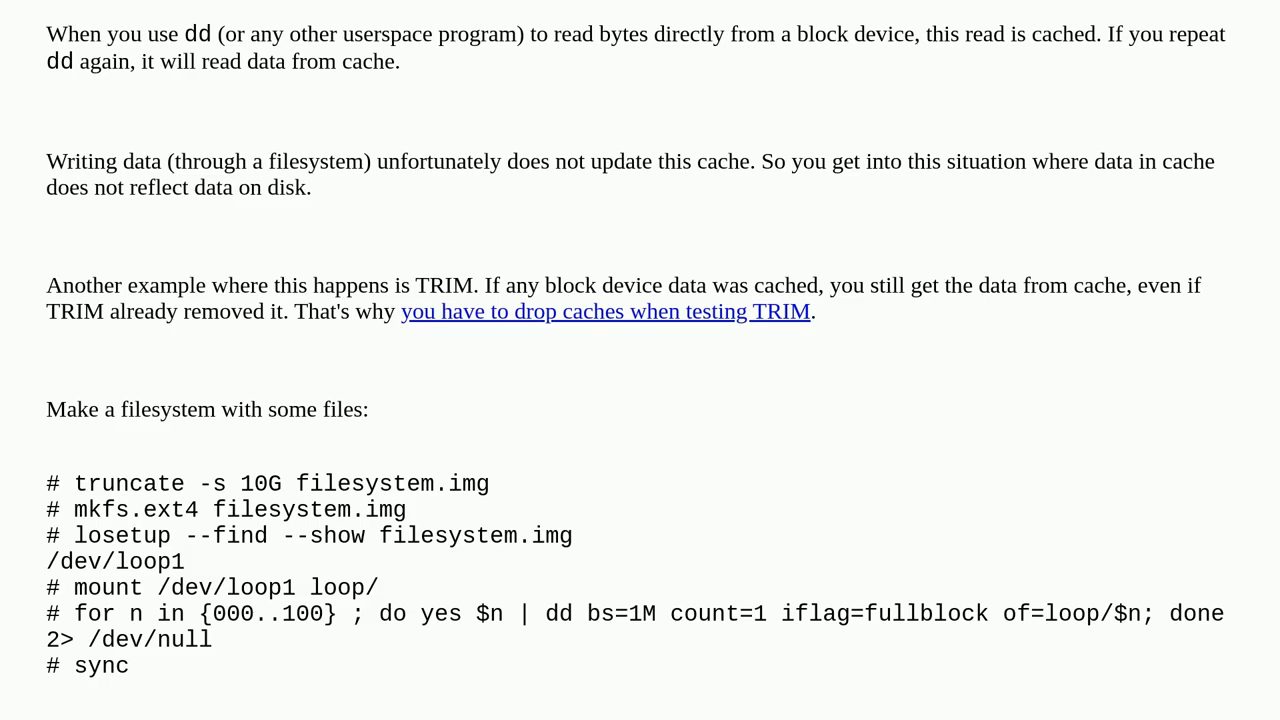 When you use dd (or any other userspace program) to read bytes directly from a block device, this read is cached. If you repeat
dd again, it will read data from cache.
Writing data (through a filesystem) unfortunately does not update this cache. So you get into this situation where data in cache
does not reflect data on disk.
Another example where this happens is TRIM. If any block device data was cached, you still get the data from cache, even if
TRIM already removed it. That's why you have to drop caches when testing TRIM.
Make a filesystem with some files:
# truncate -s 10G filesystem.img
# mkfs.ext4 filesystem.img
# losetup --find --show filesystem.img
/dev/loop1
# mount /dev/loop1 loop/
# for n in {000..100} ; do yes $n | dd bs=1M count=1 iflag=fullblock of=loop/$n; done
2> /dev/null
# sync